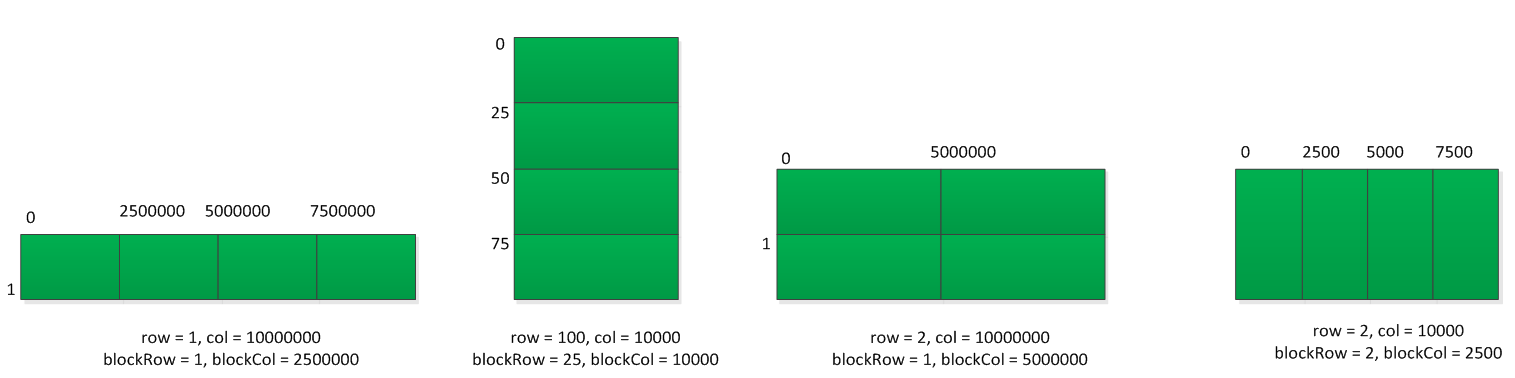 0 2500000 5000000 7500000
1
row = 1, col = 10000000
blockRow = 1, blockCol = 2500000
0
25
50
75
row = 100, col = 10000
blockRow = 25, blockCol = 10000
0 5000000
1
row = 2, col = 10000000
blockRow = 1, blockCol = 5000000
0 2500 5000 7500
row = 2, col = 10000
blockRow = 2, blockCol = 2500